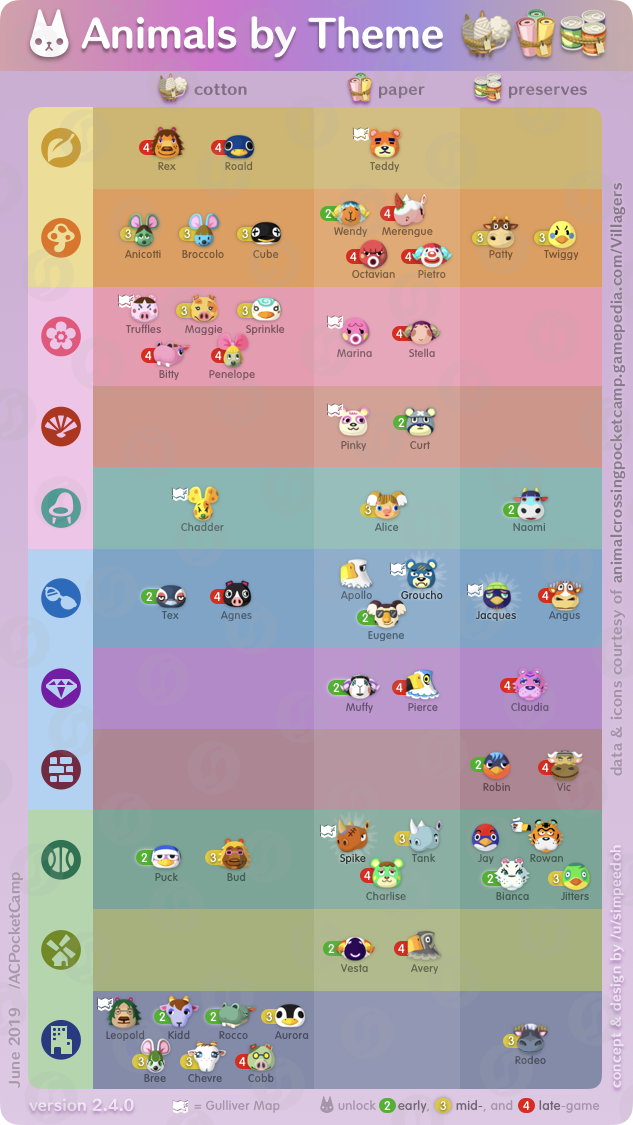 Animals by Theme
cotton paper preserves
4 4
Rex Roald Teddy
3 3 3 2 4 3 3
Wendy Merengue
Anicotti Broccolo Cube Patty Twiggy
4 4
Octavian Pietro
3 3
Truffles Maggie Sprinkle
4 4 4
Marina Stella
Bitty Penelope
2
Pinky Curt
3 2
Chadder Alice Naomi
2 4 4
Apollo Groucho
Tex Agnes Jacques Angus
2
Eugene
2 4 4
Muffy Pierce Claudia
2 4
Robin Vic
2 3 3
Spike Tank Jay Rowan
Puck Bud
4 2 3
Charlise Bianca Jitters
2 4
Vesta Avery
2 2 3
Leopold Kidd Rocco Aurora
3
Rodeo
3 3 4
Bree Chevre Cobb
version 2.4.0 = Gulliver Map unlock 2 early, 3 mid-, and 4 late-game
June 2019 /ACPocketCamp
data & icons courtesy of animalcrossingpocketcamp.gamepedia.com/Villagers
concept & design by /u/simpeedoh